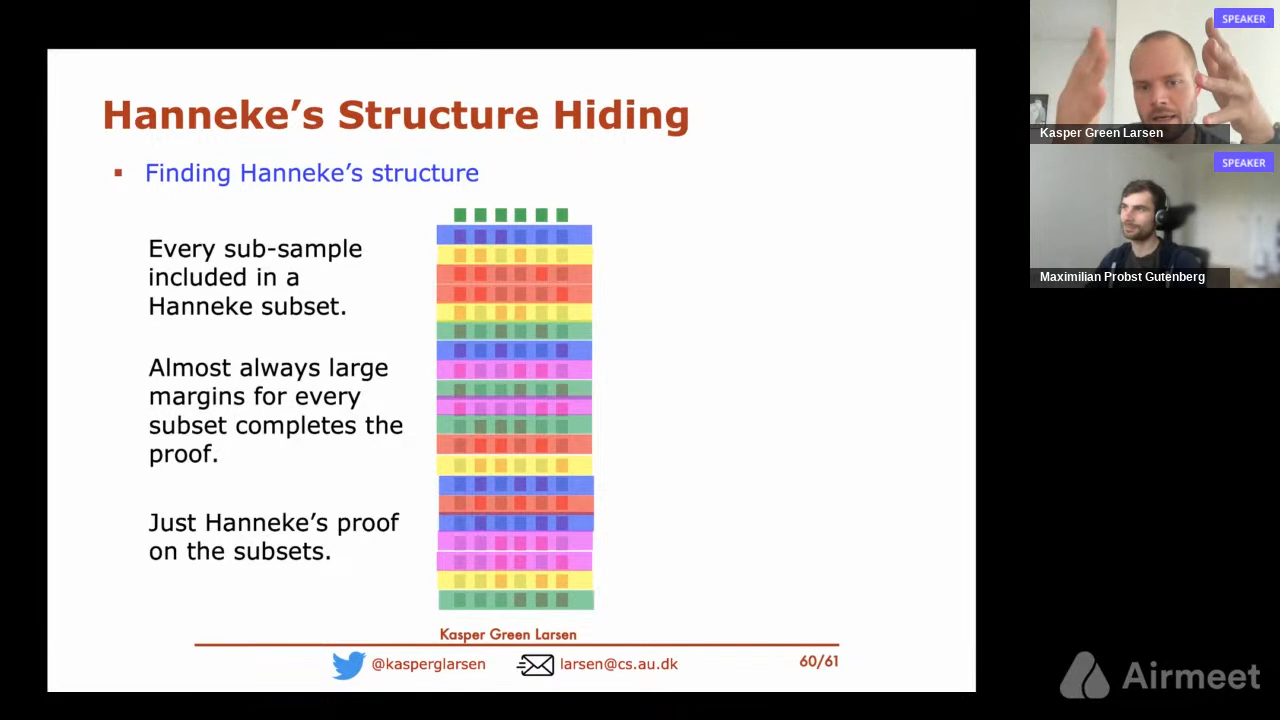 Hanneke’s Structure Hiding
Finding Hanneke’s structure
Every sub-sample
included in a
Hanneke subset.
Almost always large
margins for every
subset completes the
proof.
Just Hanneke’s proof
on the subsets.
Kasper Green Larsen
@kasperglarsen
larsen@cs.au.dk
60/61
SPEAKER
Kasper Green Larsen
SPEAKER
Maximilian Probst Gutenberg
Airmeet